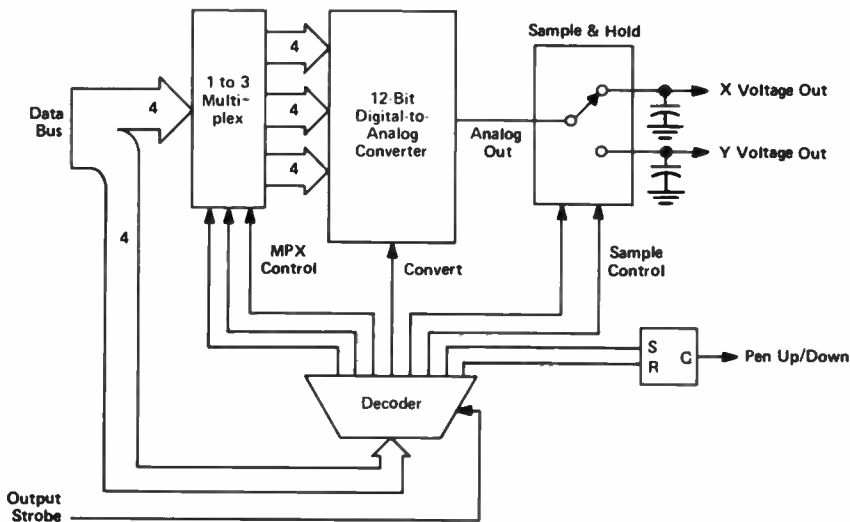 Sample & Hold
4
4
4
4
1 to 3
Multi-
plex
12-Bit
Digital-to-
Analog
Converter
Data
Bus
Analog
Out
X Voltage Out
Y Voltage Out
4
MPX
Control
Convert
Sample
Control
S
R
C
Pen Up/Down
Decoder
Output
Strobe